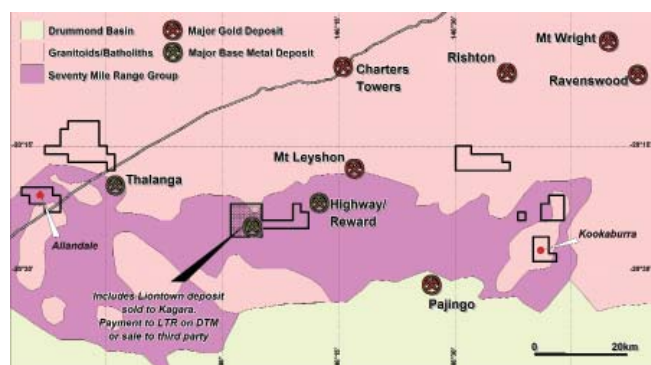 Drummond Basin
Major Gold Deposit
Granitoids/Batholiths
Major Base Metal Deposit
Seventy Mile Range Group
Mt Wright
Rishton
Ravenswood
Charters
Towers
Mt Leyshon
Thalanga
Highway/
Reward
Allandale
Kookaburra
Includes Liontown deposit
sold to Kagara.
Payment to LTR on DTM
or sale to third party
Pajingo
0 20km